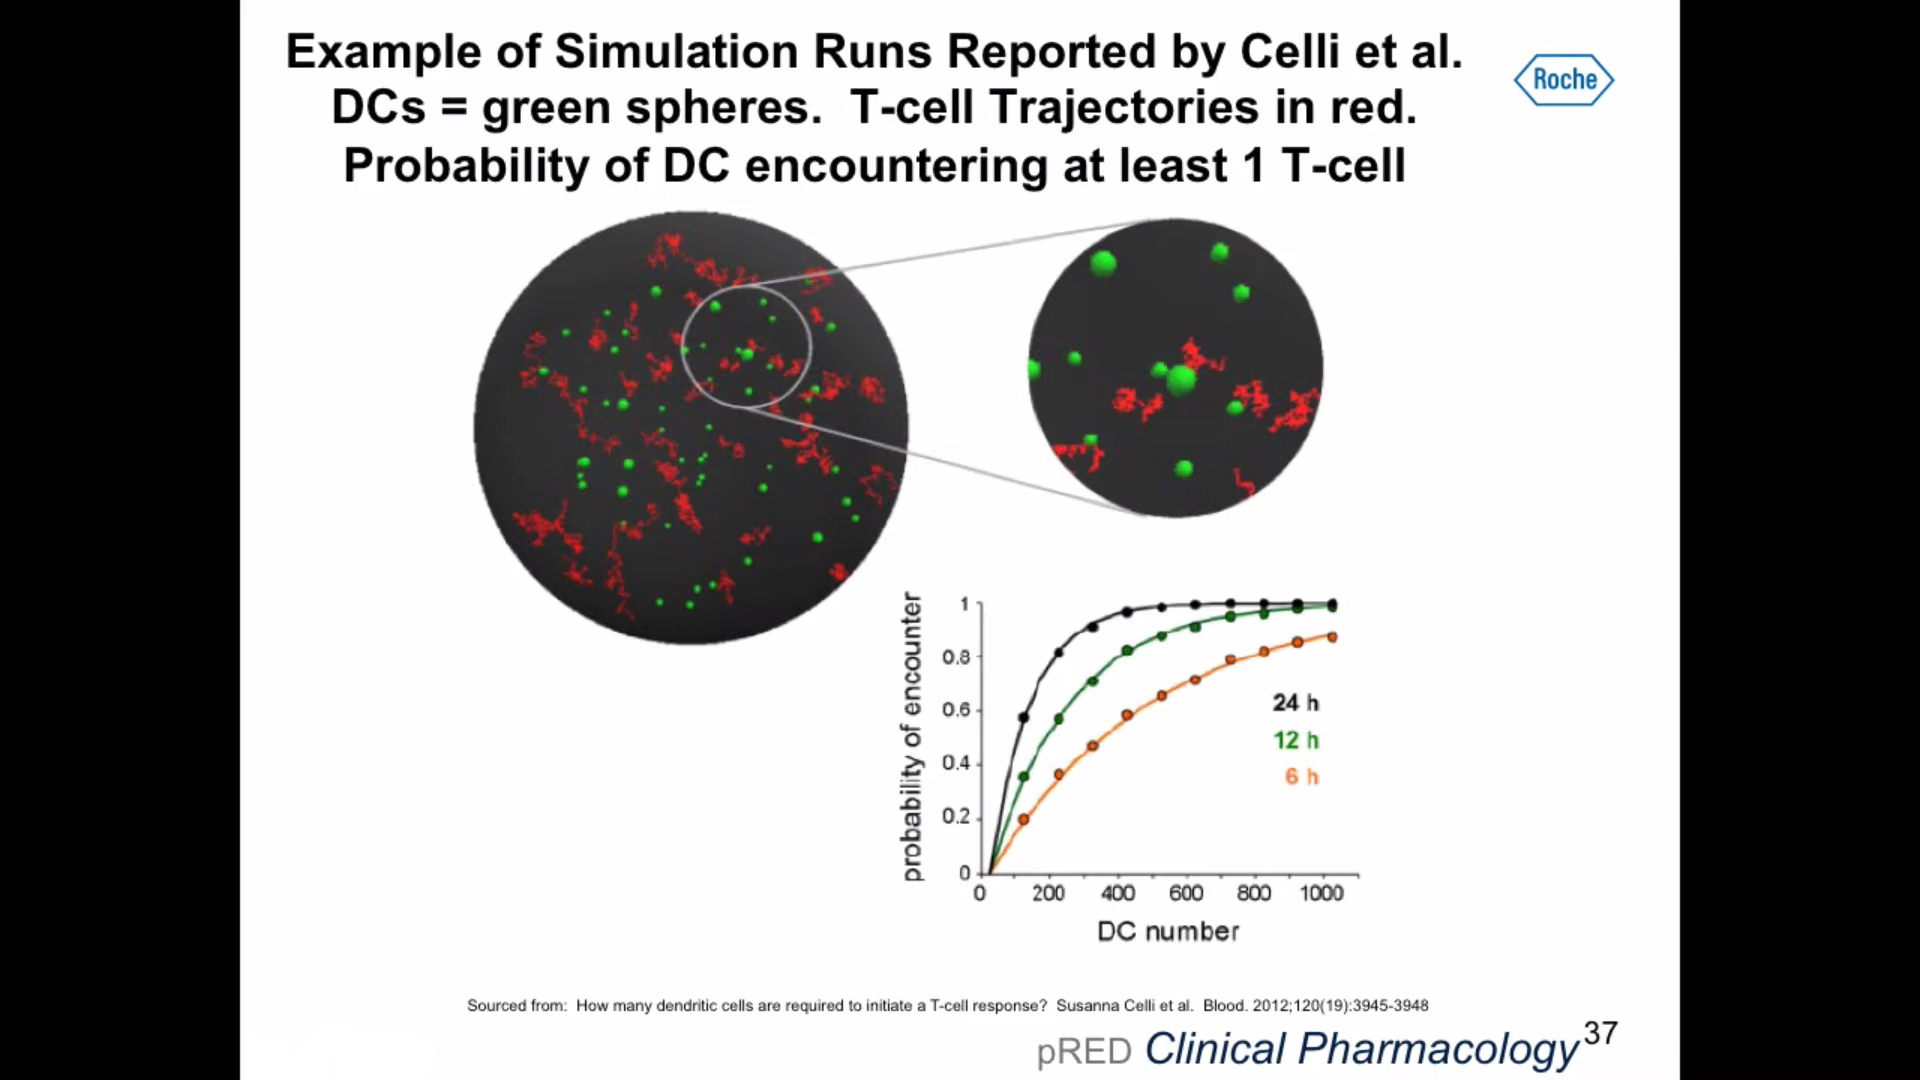 Example of Simulation Runs Reported by Celli et al.
DCs = green spheres.  T-cell Trajectories in red.
Probability of DC encountering at least 1 T-cell
Roche
probability of encounter
1
0.8
0.6
0.4
0.2
0
0 200 400 600 800 1000
DC number
24 h
12 h
6 h
Sourced from:  How many dendritic cells are required to initiate a T-cell response?  Susanna Celli et al.  Blood. 2012;120(19):3945-3948
pRED Clinical Pharmacology 37